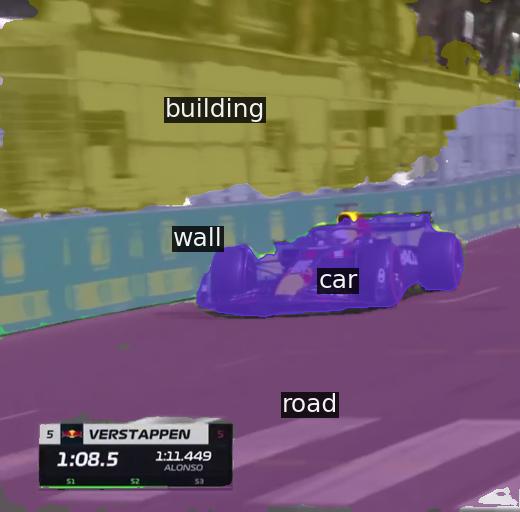 building
wall
car
road
5 VERSTAPPEN 5
1:08.5 1:11.449
ALONSO
S1 S2 S3